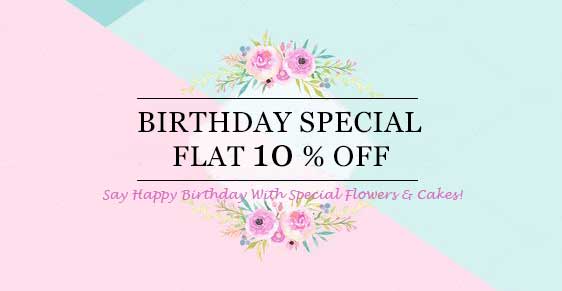 BIRTHDAY SPECIAL
FLAT 10 % OFF
Say Happy Birthday With Special Flowers & Cakes!